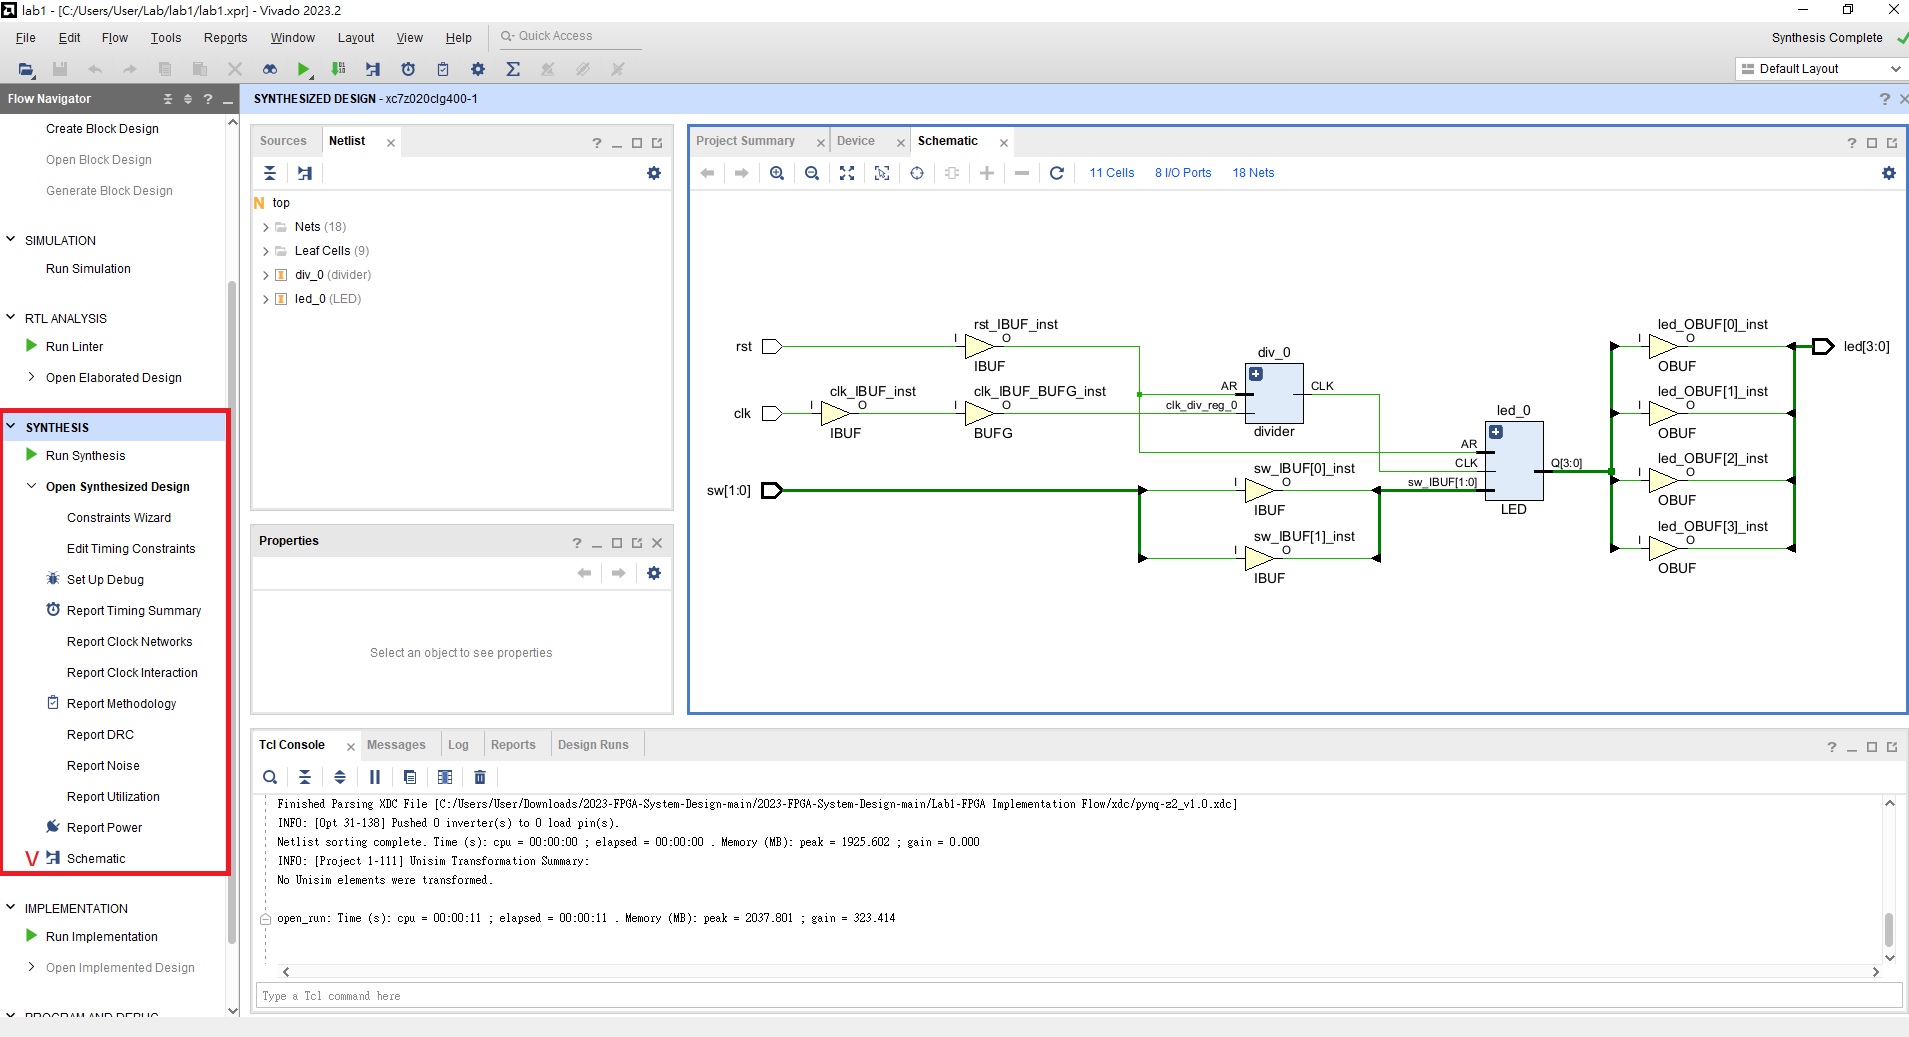 lab1 - [C:/Users/User/Lab/lab1/lab1.xpr] - Vivado 2023.2
File Edit Flow Tools Reports Window Layout View Help Quick Access
Synthesis Complete
Default Layout
Flow Navigator
Create Block Design
Open Block Design
Generate Block Design
SIMULATION
Run Simulation
RTL ANALYSIS
Run Linter
Open Elaborated Design
SYNTHESIS
Run Synthesis
Open Synthesized Design
Constraints Wizard
Edit Timing Constraints
Set Up Debug
Report Timing Summary
Report Clock Networks
Report Clock Interaction
Report Methodology
Report DRC
Report Noise
Report Utilization
Report Power
V Schematic
IMPLEMENTATION
Run Implementation
Open Implemented Design
PROGRAM AND DEBUG
SYNTHESIZED DESIGN - xc7z020clg400-1
Sources Netlist
N top
Nets (18)
Leaf Cells (9)
div_0 (divider)
led_0 (LED)
Properties
Select an object to see properties
Project Summary Device Schematic
11 Cells 8 I/O Ports 18 Nets
rst
rst_IBUF_inst
I
O
IBUF
clk
clk_IBUF_inst
I
O
IBUF
clk_IBUF_BUFG_inst
I
O
BUFG
div_0
AR
clk_div_reg_0
CLK
divider
sw[1:0]
sw_IBUF[0]_inst
I
O
IBUF
sw_IBUF[1]_inst
I
O
IBUF
led_0
AR
CLK
sw_IBUF[1:0]
Q[3:0]
LED
led_OBUF[0]_inst
I
O
OBUF
led_OBUF[1]_inst
I
O
OBUF
led_OBUF[2]_inst
I
O
OBUF
led_OBUF[3]_inst
I
O
OBUF
led[3:0]
Tcl Console Messages Log Reports Design Runs
Finished Parsing XDC File [C:/Users/User/Downloads/2023-FPGA-System-Design-main/2023-FPGA-System-Design-main/Lab1-FPGA Implementation Flow/xdc/pynq-z2_v1.0.xdc]
INFO: [Opt 31-138] Pushed 0 inverter(s) to 0 load pin(s).
Netlist sorting complete. Time (s): cpu = 00:00:00 ; elapsed = 00:00:00 . Memory (MB): peak = 1925.602 ; gain = 0.000
INFO: [Project 1-111] Unisim Transformation Summary:
No Unisim elements were transformed.
open_run: Time (s): cpu = 00:00:11 ; elapsed = 00:00:11 . Memory (MB): peak = 2037.801 ; gain = 323.414
Type a Tcl command here